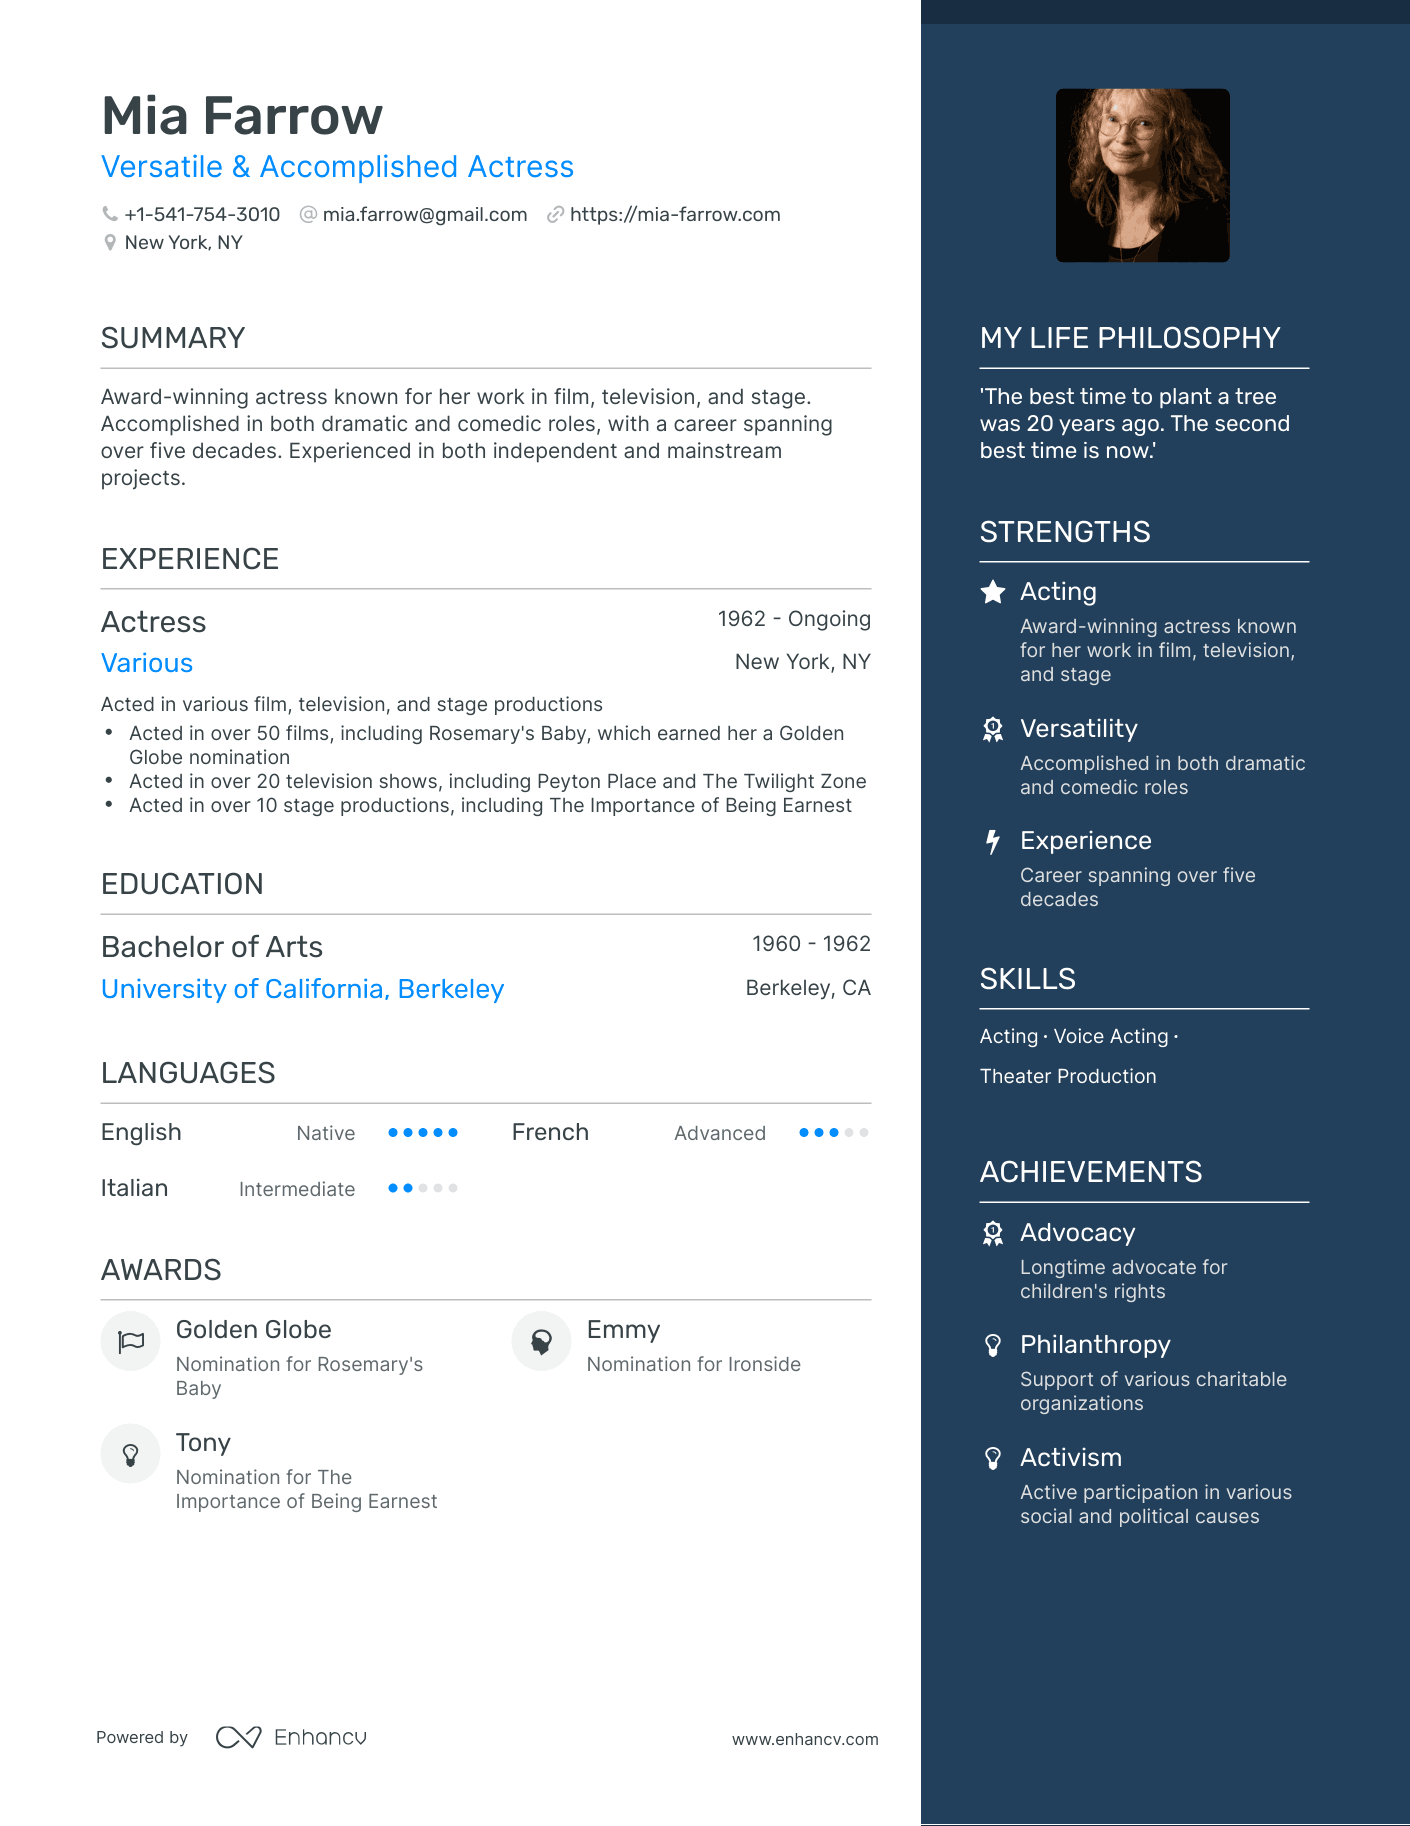 Mia Farrow
Versatile & Accomplished Actress
+1-541-754-3010 @ mia.farrow@gmail.com https://mia-farrow.com
New York, NY
SUMMARY
Award-winning actress known for her work in film, television, and stage.
Accomplished in both dramatic and comedic roles, with a career spanning
over five decades. Experienced in both independent and mainstream
projects.
EXPERIENCE
Actress 1962 - Ongoing
Various New York, NY
Acted in various film, television, and stage productions
• Acted in over 50 films, including Rosemary's Baby, which earned her a Golden
Globe nomination
• Acted in over 20 television shows, including Peyton Place and The Twilight Zone
• Acted in over 10 stage productions, including The Importance of Being Earnest
EDUCATION
Bachelor of Arts 1960 - 1962
University of California, Berkeley Berkeley, CA
LANGUAGES
English Native French Advanced
Italian Intermediate
AWARDS
Golden Globe
Nomination for Rosemary's
Baby
Emmy
Nomination for Ironside
Tony
Nomination for The
Importance of Being Earnest
MY LIFE PHILOSOPHY
'The best time to plant a tree
was 20 years ago. The second
best time is now.'
STRENGTHS
Acting
Award-winning actress known
for her work in film, television,
and stage
Versatility
Accomplished in both dramatic
and comedic roles
Experience
Career spanning over five
decades
SKILLS
Acting · Voice Acting ·
Theater Production
ACHIEVEMENTS
Advocacy
Longtime advocate for
children's rights
Philanthropy
Support of various charitable
organizations
Activism
Active participation in various
social and political causes
Powered by Enhancv www.enhancv.com